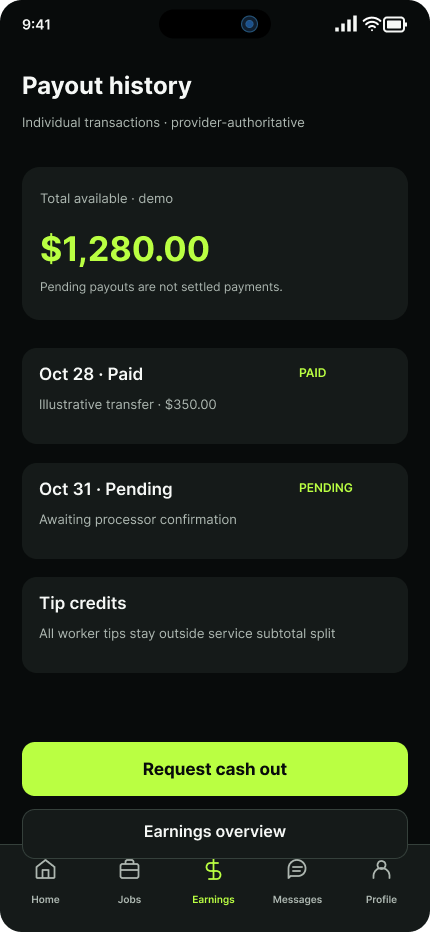 9:41
Payout history
Individual transactions · provider-authoritative
Total available · demo
$1,280.00
Pending payouts are not settled payments.
Oct 28 · Paid
PAID
Illustrative transfer · $350.00
Oct 31 · Pending
PENDING
Awaiting processor confirmation
Tip credits
All worker tips stay outside service subtotal split
Request cash out
Earnings overview
Home
Jobs
Earnings
Messages
Profile